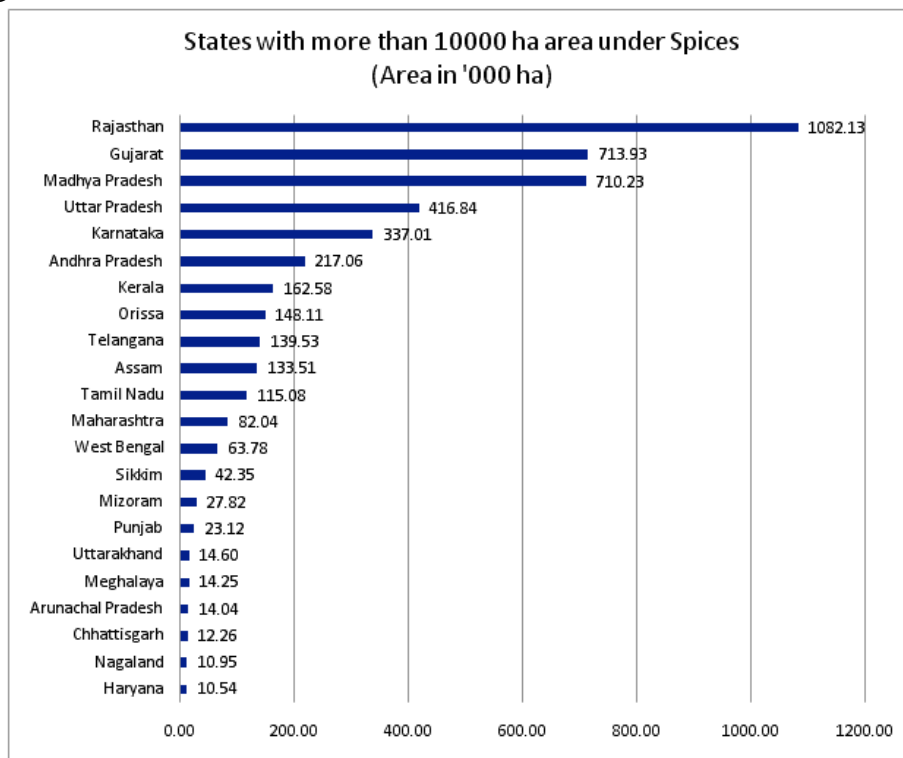 States with more than 10000 ha area under Spices
(Area in '000 ha)
Rajasthan 1082.13
Gujarat 713.93
Madhya Pradesh 710.23
Uttar Pradesh 416.84
Karnataka 337.01
Andhra Pradesh 217.06
Kerala 162.58
Orissa 148.11
Telangana 139.53
Assam 133.51
Tamil Nadu 115.08
Maharashtra 82.04
West Bengal 63.78
Sikkim 42.35
Mizoram 27.82
Punjab 23.12
Uttarakhand 14.60
Meghalaya 14.25
Arunachal Pradesh 14.04
Chhattisgarh 12.26
Nagaland 10.95
Haryana 10.54
0.00 200.00 400.00 600.00 800.00 1000.00 1200.00